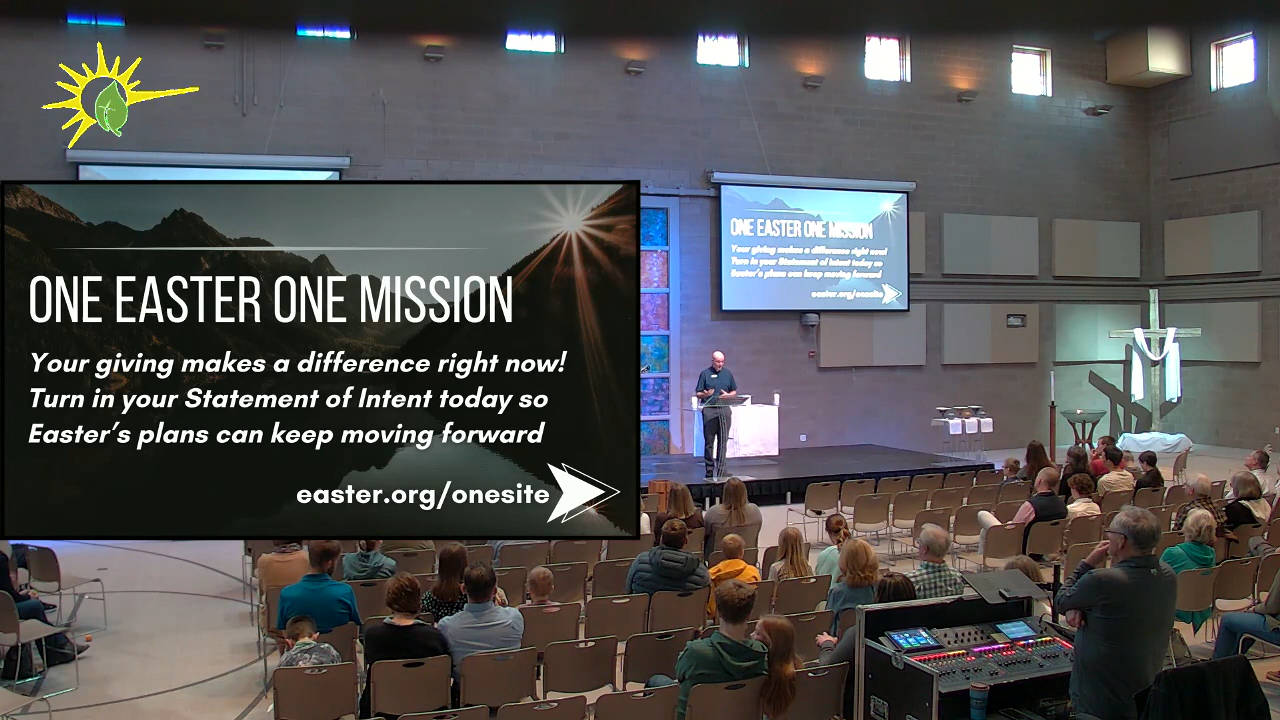 ONE EASTER ONE MISSION
Your giving makes a difference right now!
Turn in your Statement of Intent today so
Easter's plans can keep moving forward
easter.org/onesite
ONE EASTER ONE MISSION
Your giving makes a difference right now!
Turn in your Statement of Intent today so
Easter's plans can keep moving forward
easter.org/onesite